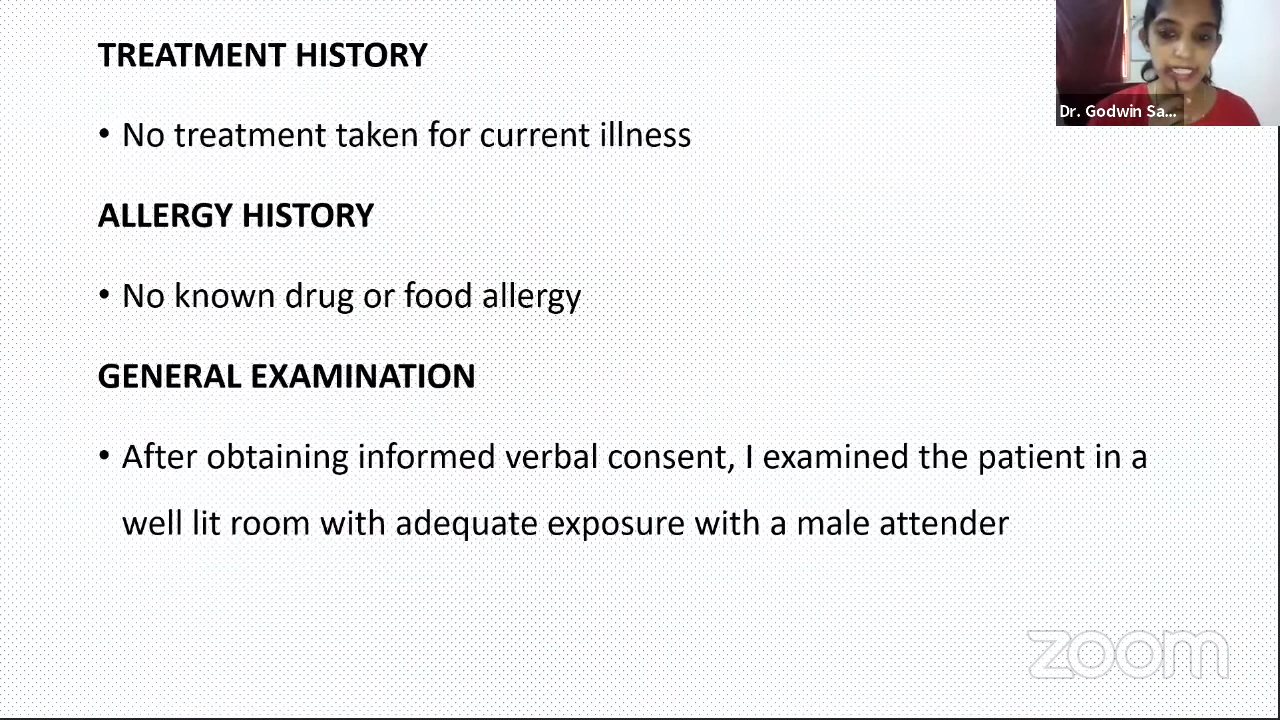 TREATMENT HISTORY
• No treatment taken for current illness
ALLERGY HISTORY
• No known drug or food allergy
GENERAL EXAMINATION
• After obtaining informed verbal consent, I examined the patient in a
well lit room with adequate exposure with a male attender
Dr. Godwin Sa...
zoom